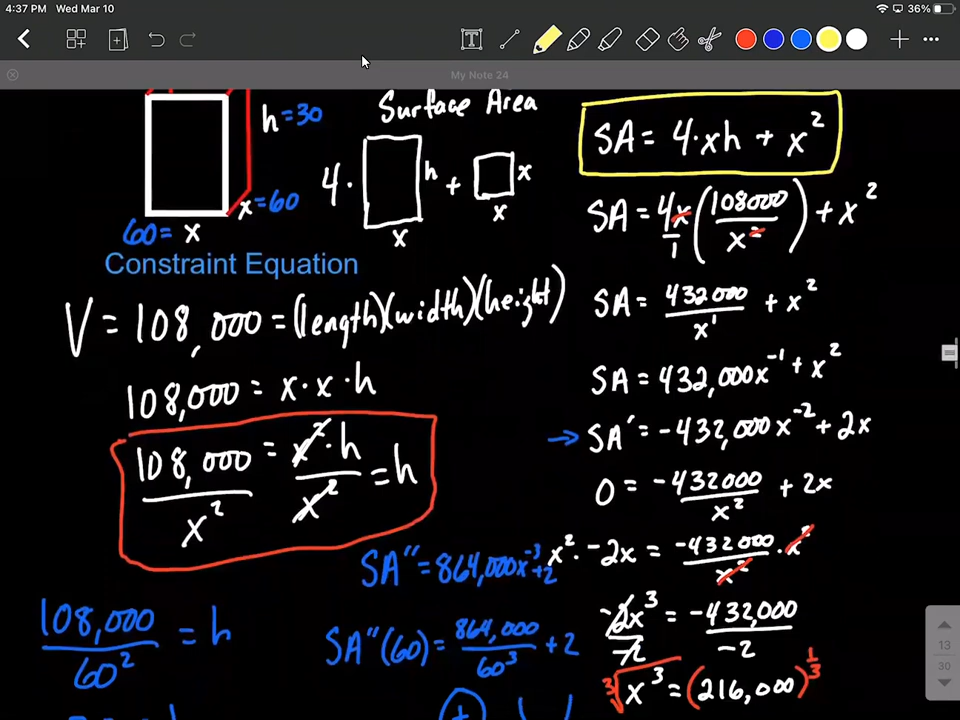 4:37 PM Wed Mar 10
36%
My Note 24
h = 30
x = 60
60 = x
Surface Area
4 · h + x
x x
Constraint Equation
V = 108,000 = (length)(width)(height)
108,000 = x · x · h
108,000 / x² = x² · h / x² = h
108,000 / 60² = h
SA" = 864,000x⁻³ + 2
SA"(60) = 864,000 / 60³ + 2
+
SA = 4 · xh + x²
SA = 4x / 1 (108000 / x²) + x²
SA = 432000 / x¹ + x²
SA = 432,000x⁻¹ + x²
→ SA' = -432,000x⁻² + 2x
0 = -432000 / x² + 2x
x² · -2x = -432000 / x² · x²
-2x³ / -2 = -432,000 / -2
∛x³ = (216,000)^1/3
13
30